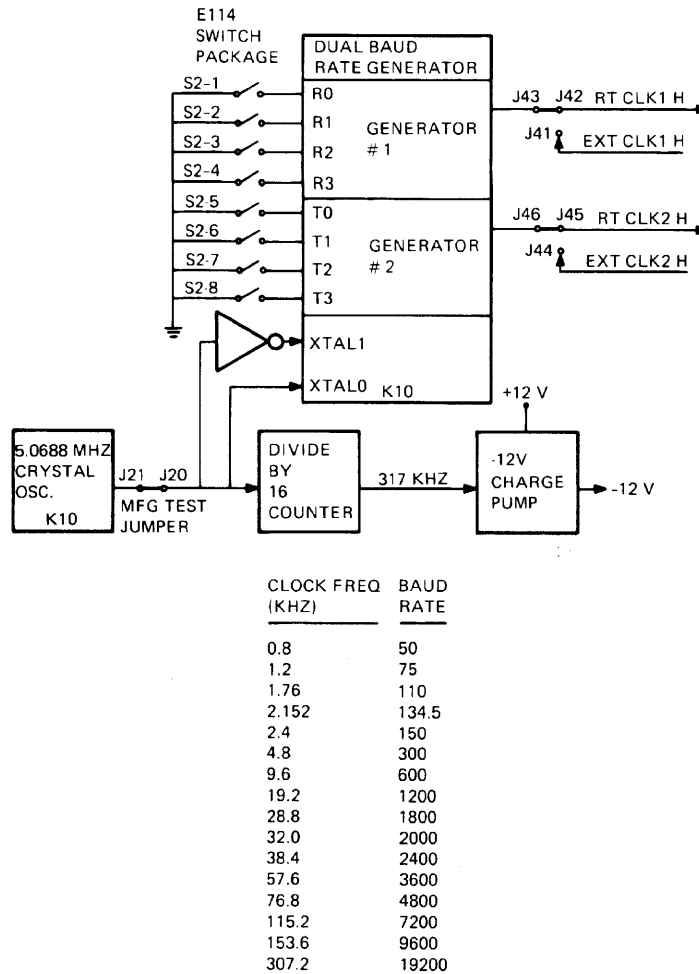 E114
SWITCH
PACKAGE
DUAL BAUD
RATE GENERATOR
S2-1
R0
S2-2
R1
S2-3
R2
S2-4
R3
GENERATOR
# 1
J43 J42 RT CLK1 H
J41 EXT CLK1 H
S2-5
T0
S2-6
T1
S2-7
T2
S2-8
T3
GENERATOR
# 2
J46 J45 RT CLK2 H
J44 EXT CLK2 H
XTAL1
XTAL0
K10
5.0688 MHZ
CRYSTAL
OSC.
K10
J21 J20
MFG TEST
JUMPER
DIVIDE
BY
16
COUNTER
317 KHZ
+12 V
-12V
CHARGE
PUMP
-12 V
CLOCK FREQ BAUD
(KHZ) RATE
0.8 50
1.2 75
1.76 110
2.152 134.5
2.4 150
4.8 300
9.6 600
19.2 1200
28.8 1800
32.0 2000
38.4 2400
57.6 3600
76.8 4800
115.2 7200
153.6 9600
307.2 19200